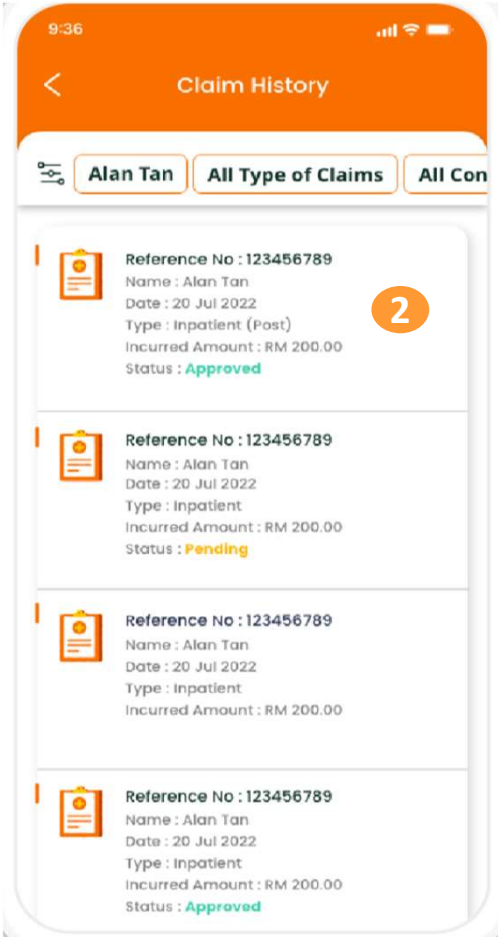 9:36
Claim History
Alan Tan
All Type of Claims
All Con
Reference No : 123456789
Name : Alan Tan
Date : 20 Jul 2022
Type : Inpatient (Post)
Incurred Amount : RM 200.00
Status : Approved
2
Reference No : 123456789
Name : Alan Tan
Date : 20 Jul 2022
Type : Inpatient
Incurred Amount : RM 200.00
Status : Pending
Reference No : 123456789
Name : Alan Tan
Date : 20 Jul 2022
Type : Inpatient
Incurred Amount : RM 200.00
Reference No : 123456789
Name : Alan Tan
Date : 20 Jul 2022
Type : Inpatient
Incurred Amount : RM 200.00
Status : Approved